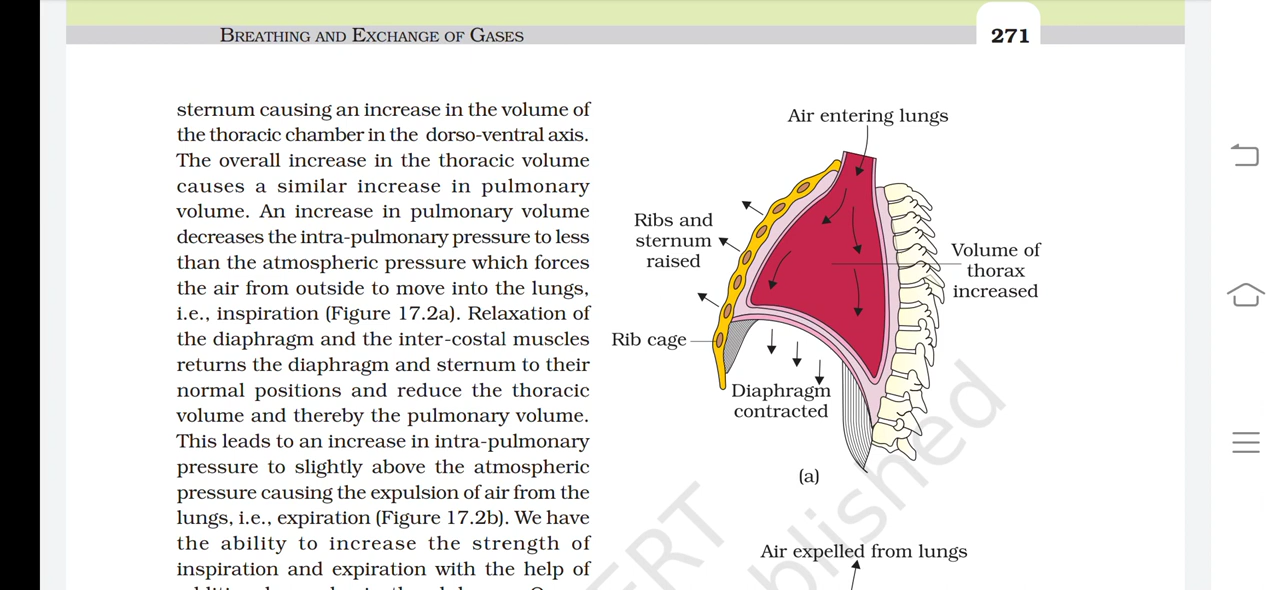 BREATHING AND EXCHANGE OF GASES
271
sternum causing an increase in the volume of
the thoracic chamber in the dorso-ventral axis.
The overall increase in the thoracic volume
causes a similar increase in pulmonary
volume. An increase in pulmonary volume
decreases the intra-pulmonary pressure to less
than the atmospheric pressure which forces
the air from outside to move into the lungs,
i.e., inspiration (Figure 17.2a). Relaxation of
the diaphragm and the inter-costal muscles
returns the diaphragm and sternum to their
normal positions and reduce the thoracic
volume and thereby the pulmonary volume.
This leads to an increase in intra-pulmonary
pressure to slightly above the atmospheric
pressure causing the expulsion of air from the
lungs, i.e., expiration (Figure 17.2b). We have
the ability to increase the strength of
inspiration and expiration with the help of
Air entering lungs
Ribs and
sternum
raised
Volume of
thorax
increased
Rib cage
Diaphragm
contracted
(a)
Air expelled from lungs